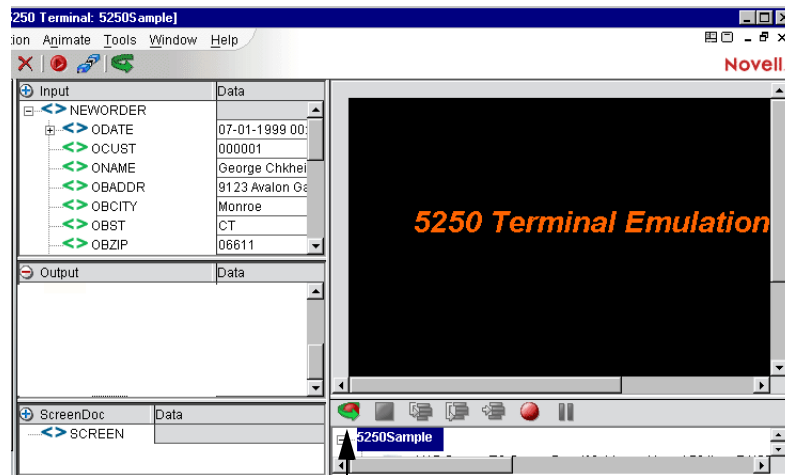 250 Terminal: 5250Sample]
ion Animate Tools Window Help
Novell
Input Data
NEWORDER
ODATE 07-01-1999 00:
OCUST 000001
ONAME George Chkhei
OBADDR 9123 Avalon Ga
OBCITY Monroe
OBST CT
OBZIP 06611
5250 Terminal Emulation
Output Data
ScreenDoc Data
SCREEN
5250Sample